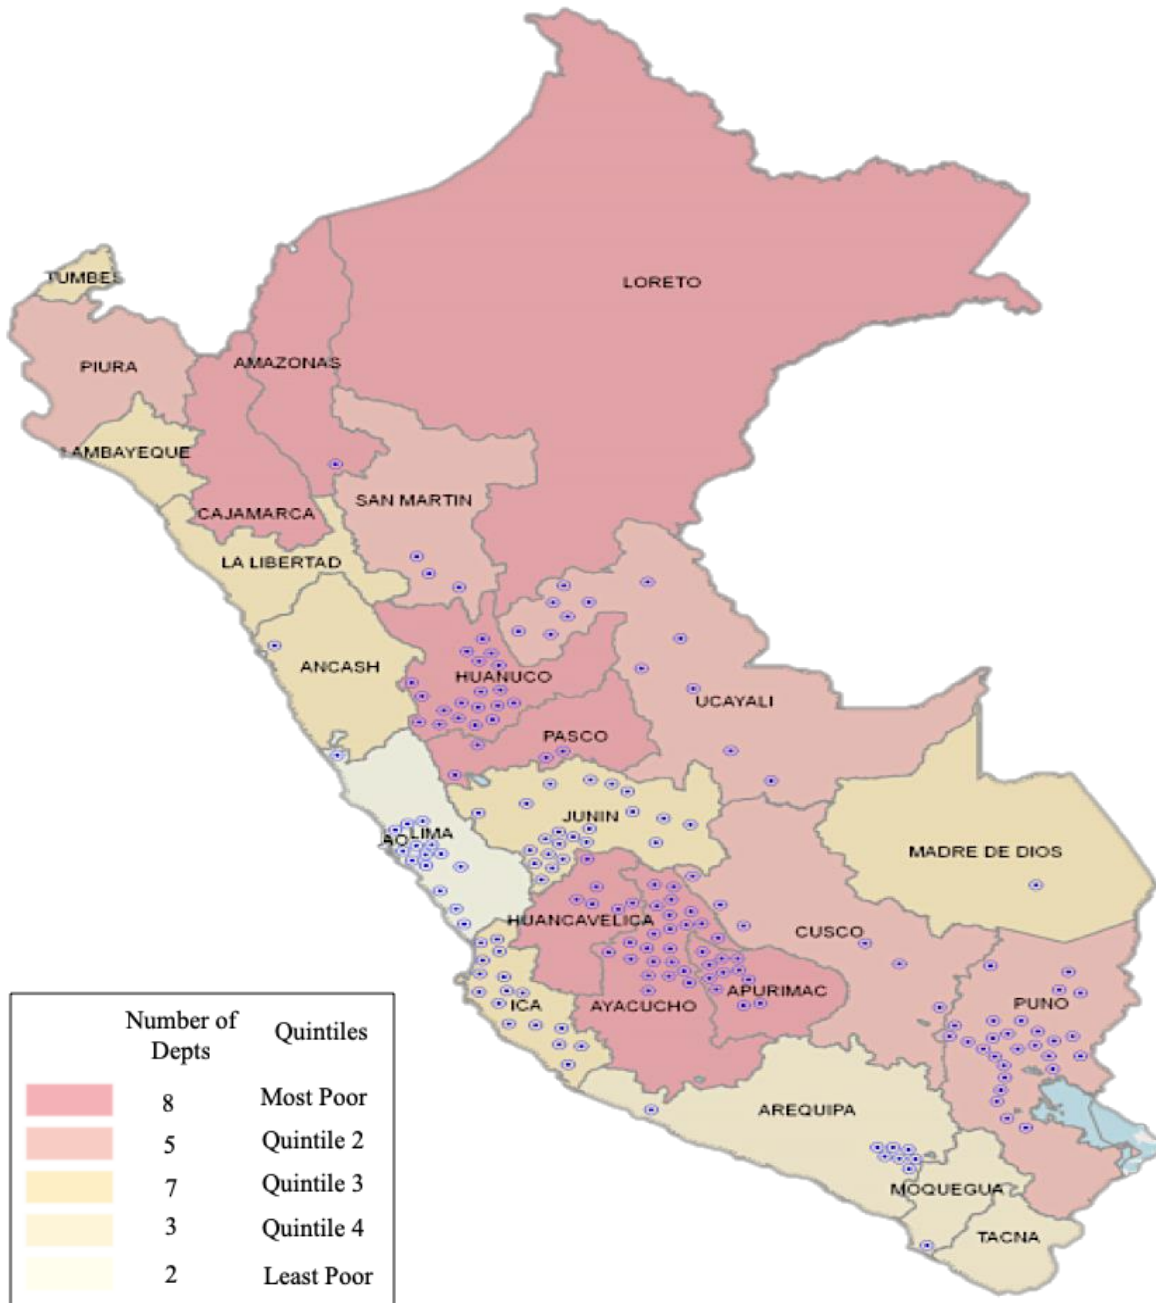 LORETO
TUMBES
PIURA
AMAZONAS
LAMBAYEQUE
SAN MARTIN
CAJAMARCA
LA LIBERTAD
ANCASH
HUANUCO
UCAYALI
PASCO
JUNIN
AO
LIMA
MADRE DE DIOS
HUANCAVELICA
CUSCO
APURIMAC
AYACUCHO
ICA
PUNO
AREQUIPA
MOQUEGUA
TACNA
Number of
Depts
Quintiles
8 Most Poor
5 Quintile 2
7 Quintile 3
3 Quintile 4
2 Least Poor